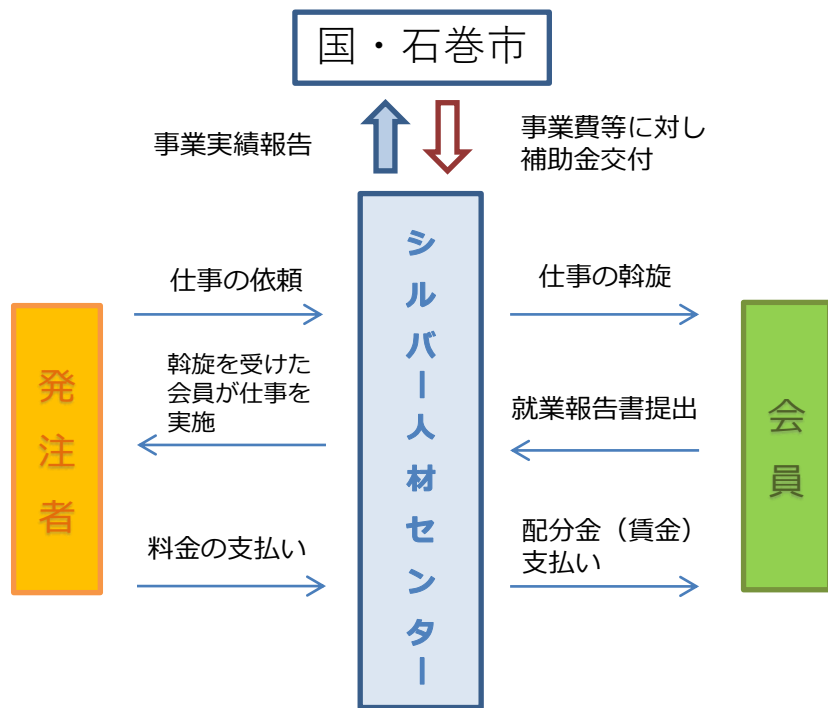 国・石巻市
事業実績報告
事業費等に対し
補助金交付
シルバー人材センター
仕事の依頼
仕事の斡旋
発注者
斡旋を受けた
会員が仕事を
実施
就業報告書提出
会員
料金の支払い
配分金（賃金）
支払い